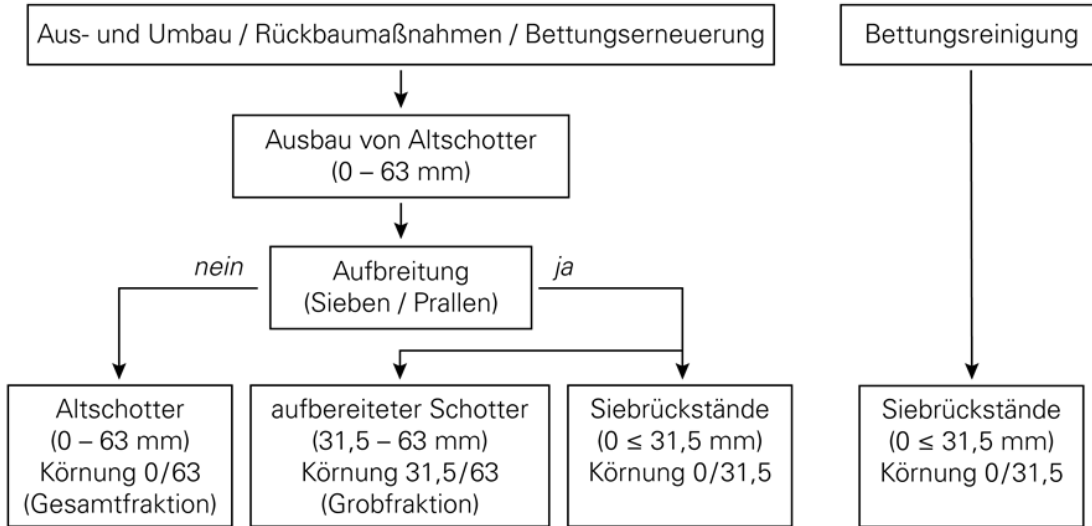 Aus- und Umbau / Rückbaumaßnahmen / Bettungserneuerung
Bettungsreinigung
Ausbau von Altschotter
(0 – 63 mm)
nein
Aufbreitung
(Sieben / Prallen)
ja
Altschotter
(0 – 63 mm)
Körnung 0/63
(Gesamtfraktion)
aufbereiteter Schotter
(31,5 – 63 mm)
Körnung 31,5/63
(Grobfraktion)
Siebrückstände
(0 ≤ 31,5 mm)
Körnung 0/31,5
Siebrückstände
(0 ≤ 31,5 mm)
Körnung 0/31,5